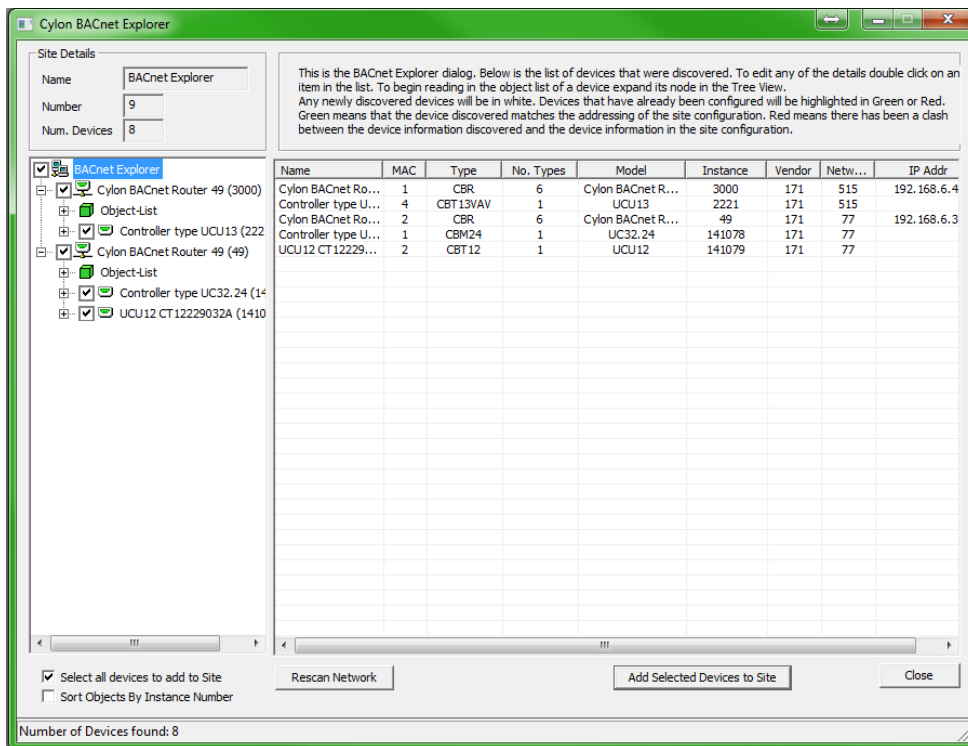 Cylon BACnet Explorer
Site Details
Name BACnet Explorer
Number 9
Num. Devices 8
This is the BACnet Explorer dialog. Below is the list of devices that were discovered. To edit any of the details double click on an
item in the list. To begin reading in the object list of a device expand its node in the Tree View.
Any newly discovered devices will be in white. Devices that have already been configured will be highlighted in Green or Red.
Green means that the device discovered matches the addressing of the site configuration. Red means there has been a clash
between the device information discovered and the device information in the site configuration.
BACnet Explorer
Cylon BACnet Router 49 (3000)
Object-List
Controller type UCU13 (222
Cylon BACnet Router 49 (49)
Object-List
Controller type UC32.24 (14
UCU12 CT12229032A (1410
Name MAC Type No. Types Model Instance Vendor Netw... IP Addr
Cylon BACnet Ro... 1 CBR 6 Cylon BACnet R... 3000 171 515 192.168.6.4
Controller type U... 4 CBT13VAV 1 UCU13 2221 171 515
Cylon BACnet Ro... 2 CBR 6 Cylon BACnet R... 49 171 77 192.168.6.3
Controller type U... 1 CBM24 1 UC32.24 141078 171 77
UCU12 CT12229... 2 CBT12 1 UCU12 141079 171 77
Select all devices to add to Site
Sort Objects By Instance Number
Rescan Network
Add Selected Devices to Site
Close
Number of Devices found: 8